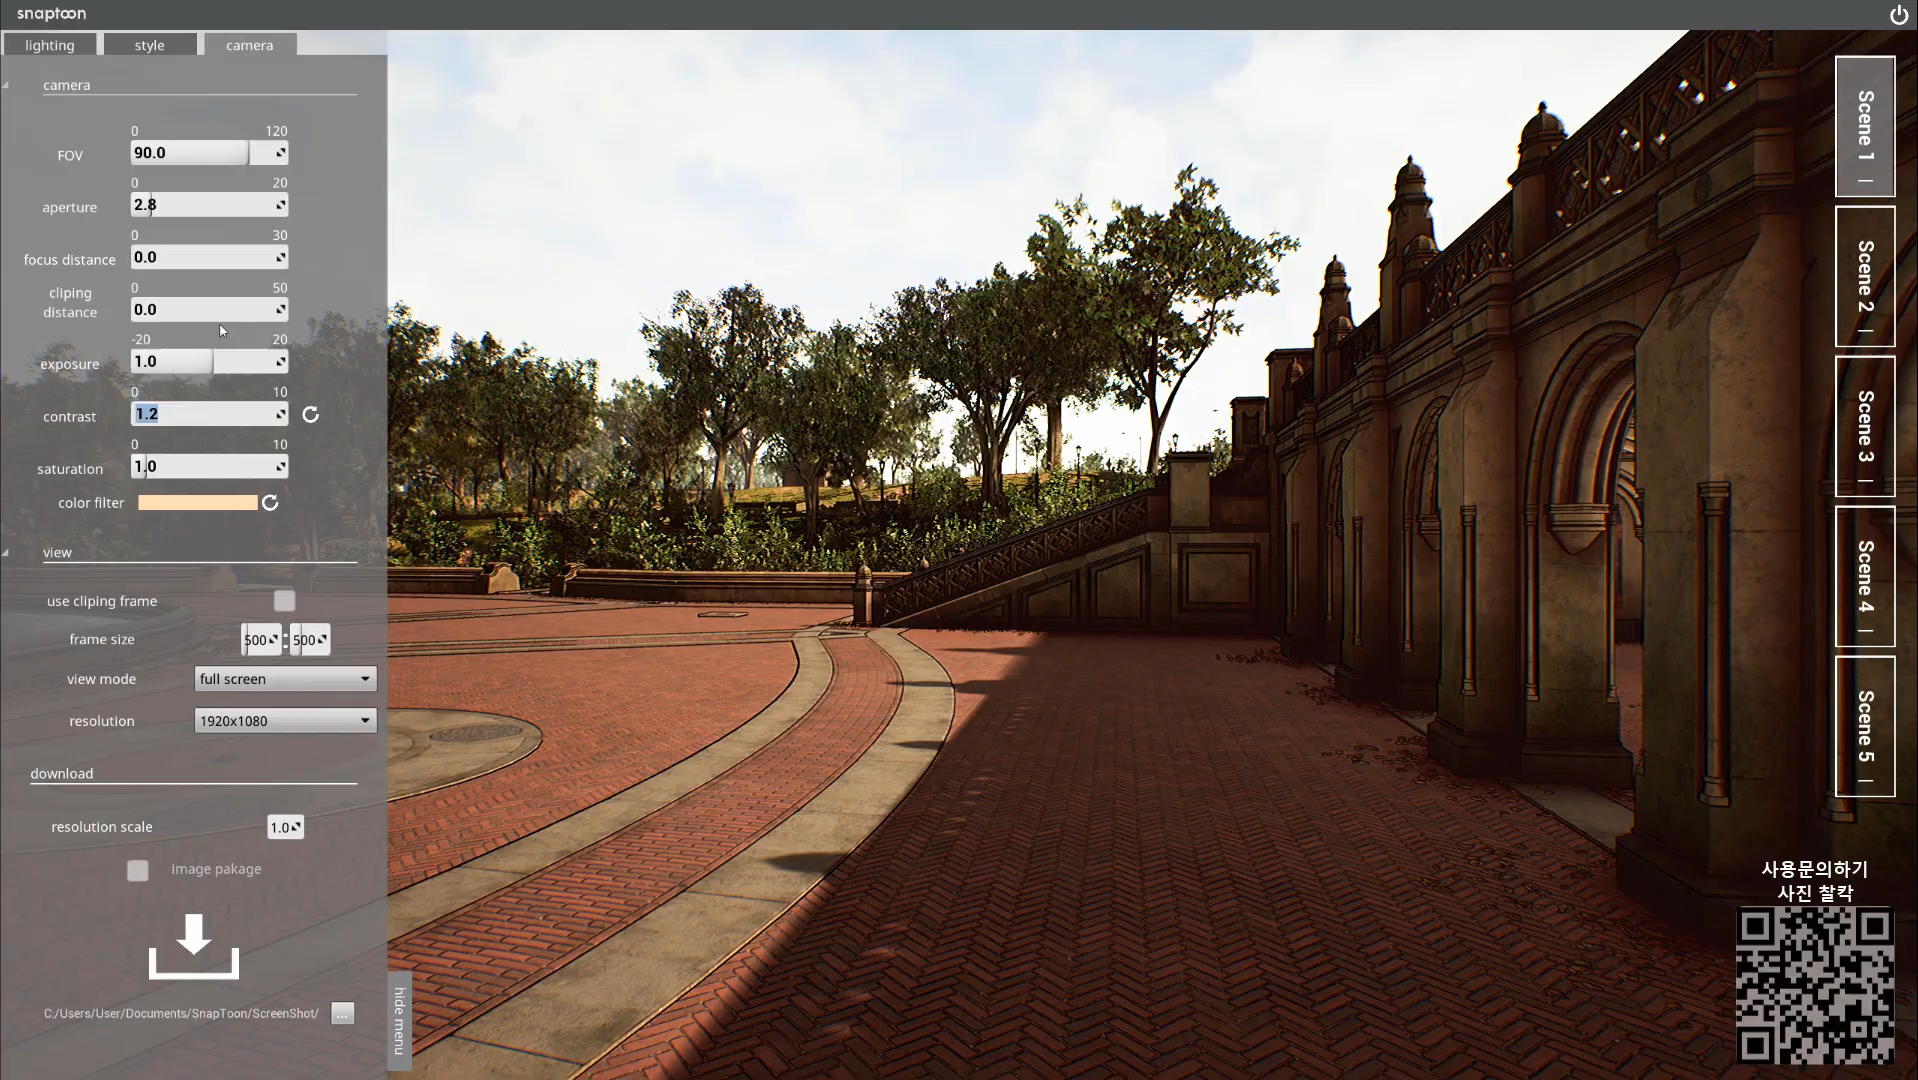 snaptoon
lighting
style
camera
camera
0 120
FOV 90.0
0 20
aperture 2.8
0 30
focus distance 0.0
0 50
cliping distance 0.0
-20 20
exposure 1.0
0 10
contrast 1.2
0 10
saturation 1.0
color filter
view
use cliping frame
frame size 500 : 500
view mode full screen
resolution 1920x1080
download
resolution scale 1.0
Image pakage
C:/Users/User/Documents/SnapToon/ScreenShot/ ...
hide menu
Scene 1
Scene 2
Scene 3
Scene 4
Scene 5
사용문의하기
사진 찰칵